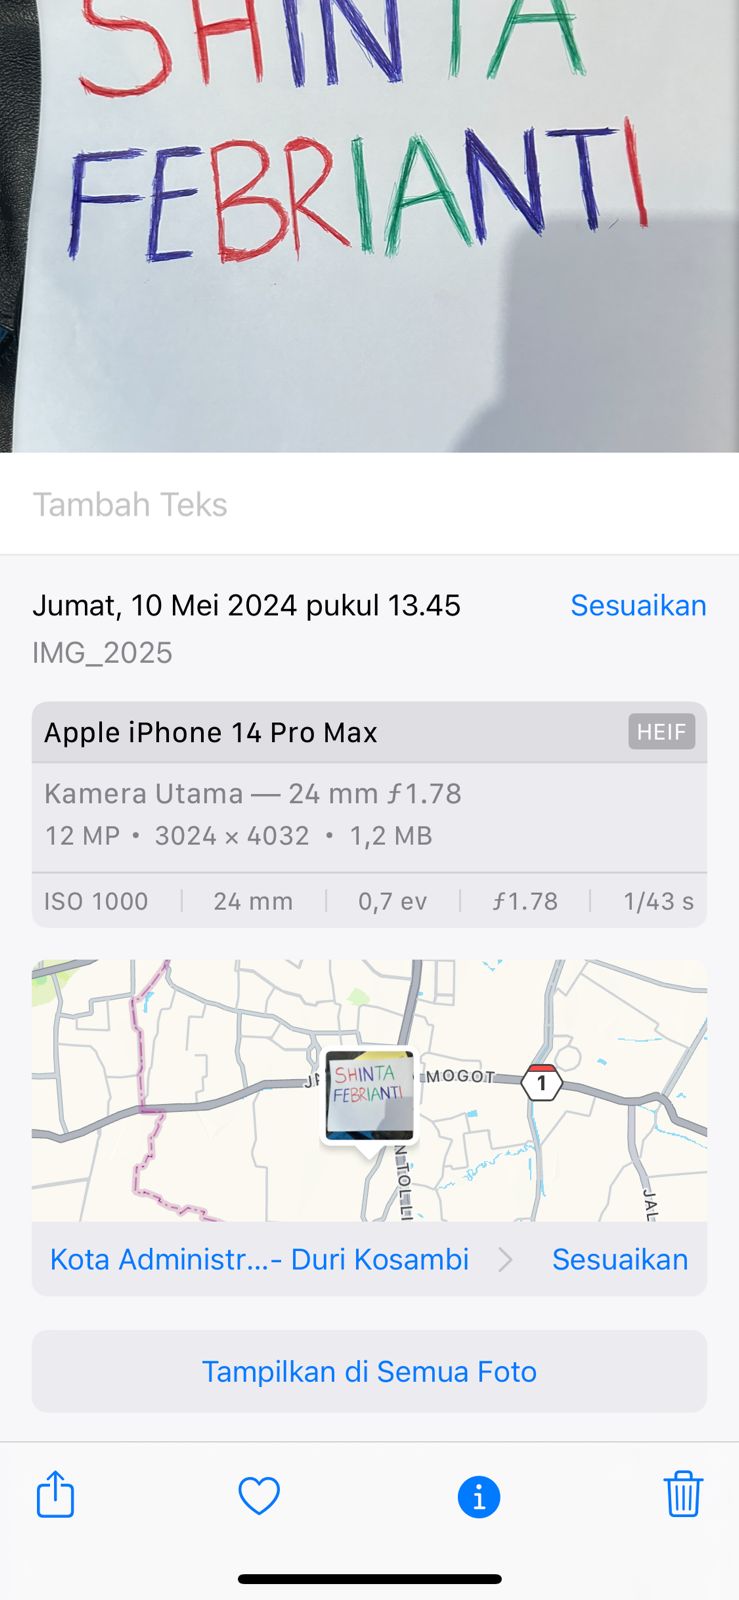 SHINTA
FEBRIANTI
Tambah Teks
Jumat, 10 Mei 2024 pukul 13.45
Sesuaikan
IMG_2025
Apple iPhone 14 Pro Max
HEIF
Kamera Utama — 24 mm ƒ1.78
12 MP • 3024 × 4032 • 1,2 MB
ISO 1000 24 mm 0,7 ev ƒ1.78 1/43 s
SHINTA
FEBRIANTI
MOGOT
1
N TOL LI
JAL
Kota Administr...- Duri Kosambi
Sesuaikan
Tampilkan di Semua Foto